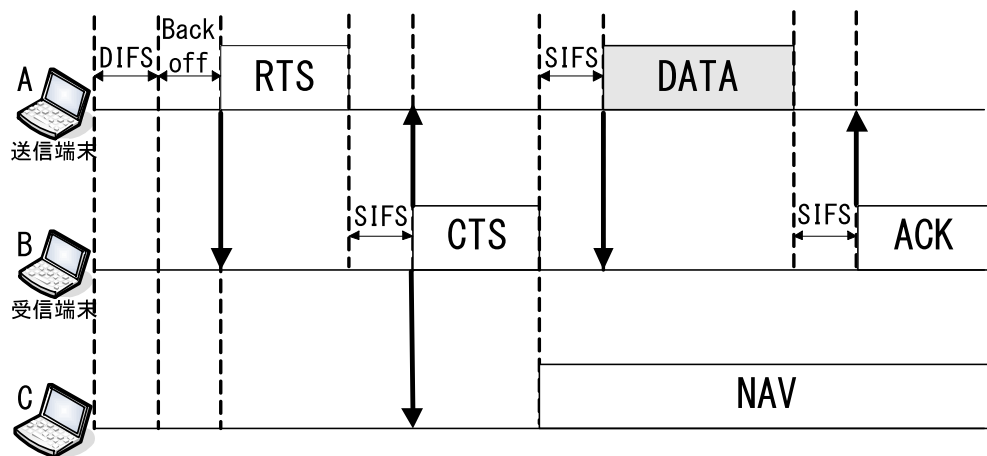 DIFS
Back
off
RTS
SIFS
DATA
A
送信端末
SIFS
CTS
SIFS
ACK
B
受信端末
NAV
C